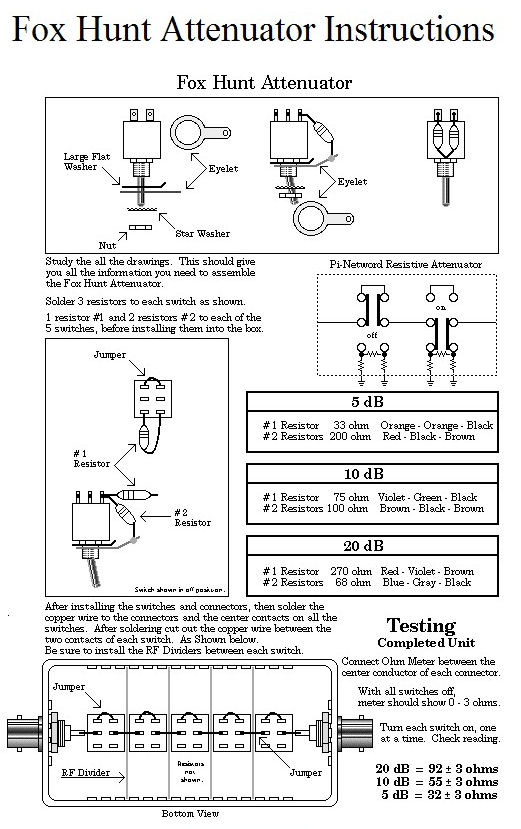 Fox Hunt Attenuator Instructions
Fox Hunt Attenuator
Large Flat
Washer
Eyelet
Star Washer
Nut
Eyelet
Study the all the drawings.  This should give
you all the information you need to assemble
the Fox Hunt Attenuator.
Solder 3 resistors to each switch as shown.
1 resistor #1 and 2 resistors #2 to each of the
5 switches, before installing them into the box.
Pi-Netword Resistive Attenuator
on
off
Jumper
#1
Resistor
#2
Resistor
Switch shown in off position.
5 dB
#1 Resistor 33 ohm Orange - Orange - Black
#2 Resistors 200 ohm Red - Black - Brown
10 dB
#1 Resistor 75 ohm Violet - Green - Black
#2 Resistors 100 ohm Brown - Black - Brown
20 dB
#1 Resistor 270 ohm Red - Violet - Brown
#2 Resistors 68 ohm Blue - Gray - Black
After installing the switches and connectors, then solder the
copper wire to the connectors and the center contacts on all the
switches.  After soldering cut out the copper wire between the
two contacts of each switch.  As Shown below.
Be sure to install the RF Dividers between each switch.
Jumper
RF Divider
Resistors
not
shown.
Jumper
Bottom View
Testing
Completed Unit
Connect Ohm Meter between the
center conductor of each connector.
With all switches off,
meter should show 0 - 3 ohms.
Turn each switch on, one
at a time.  Check reading.
20 dB = 92 ± 3 ohms
10 dB = 55 ± 3 ohms
5 dB = 32 ± 3 ohms